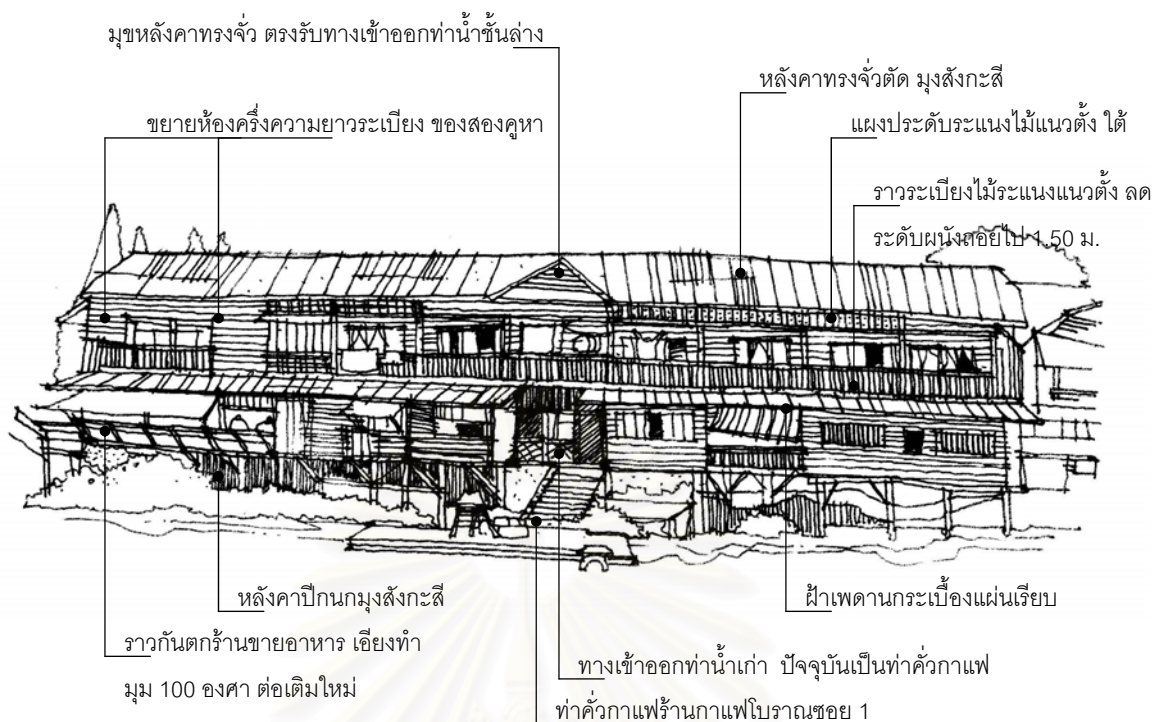 มุขหลังคาทรงจั่ว ตรงรับทางเข้าออกท่าน้ำชั้นล่าง
หลังคาทรงจั่วตัด มุงสังกะสี
ขยายห้องครึ่งความยาวระเบียง ของสองคูหา
แผงประดับระแนงไม้แนวตั้ง ใต้
ราวระเบียงไม้ระแนงแนวตั้ง ลด
ระดับผนังถอยไป 1.50 ม.
หลังคาปีกนกมุงสังกะสี
ฝ้าเพดานกระเบื้องแผ่นเรียบ
ราวกันตกร้านขายอาหาร เอียงทำ
มุม 100 องศา ต่อเติมใหม่
ทางเข้าออกท่าน้ำเก่า ปัจจุบันเป็นท่าคั่วกาแฟ
ท่าคั่วกาแฟร้านกาแฟโบราณซอย 1